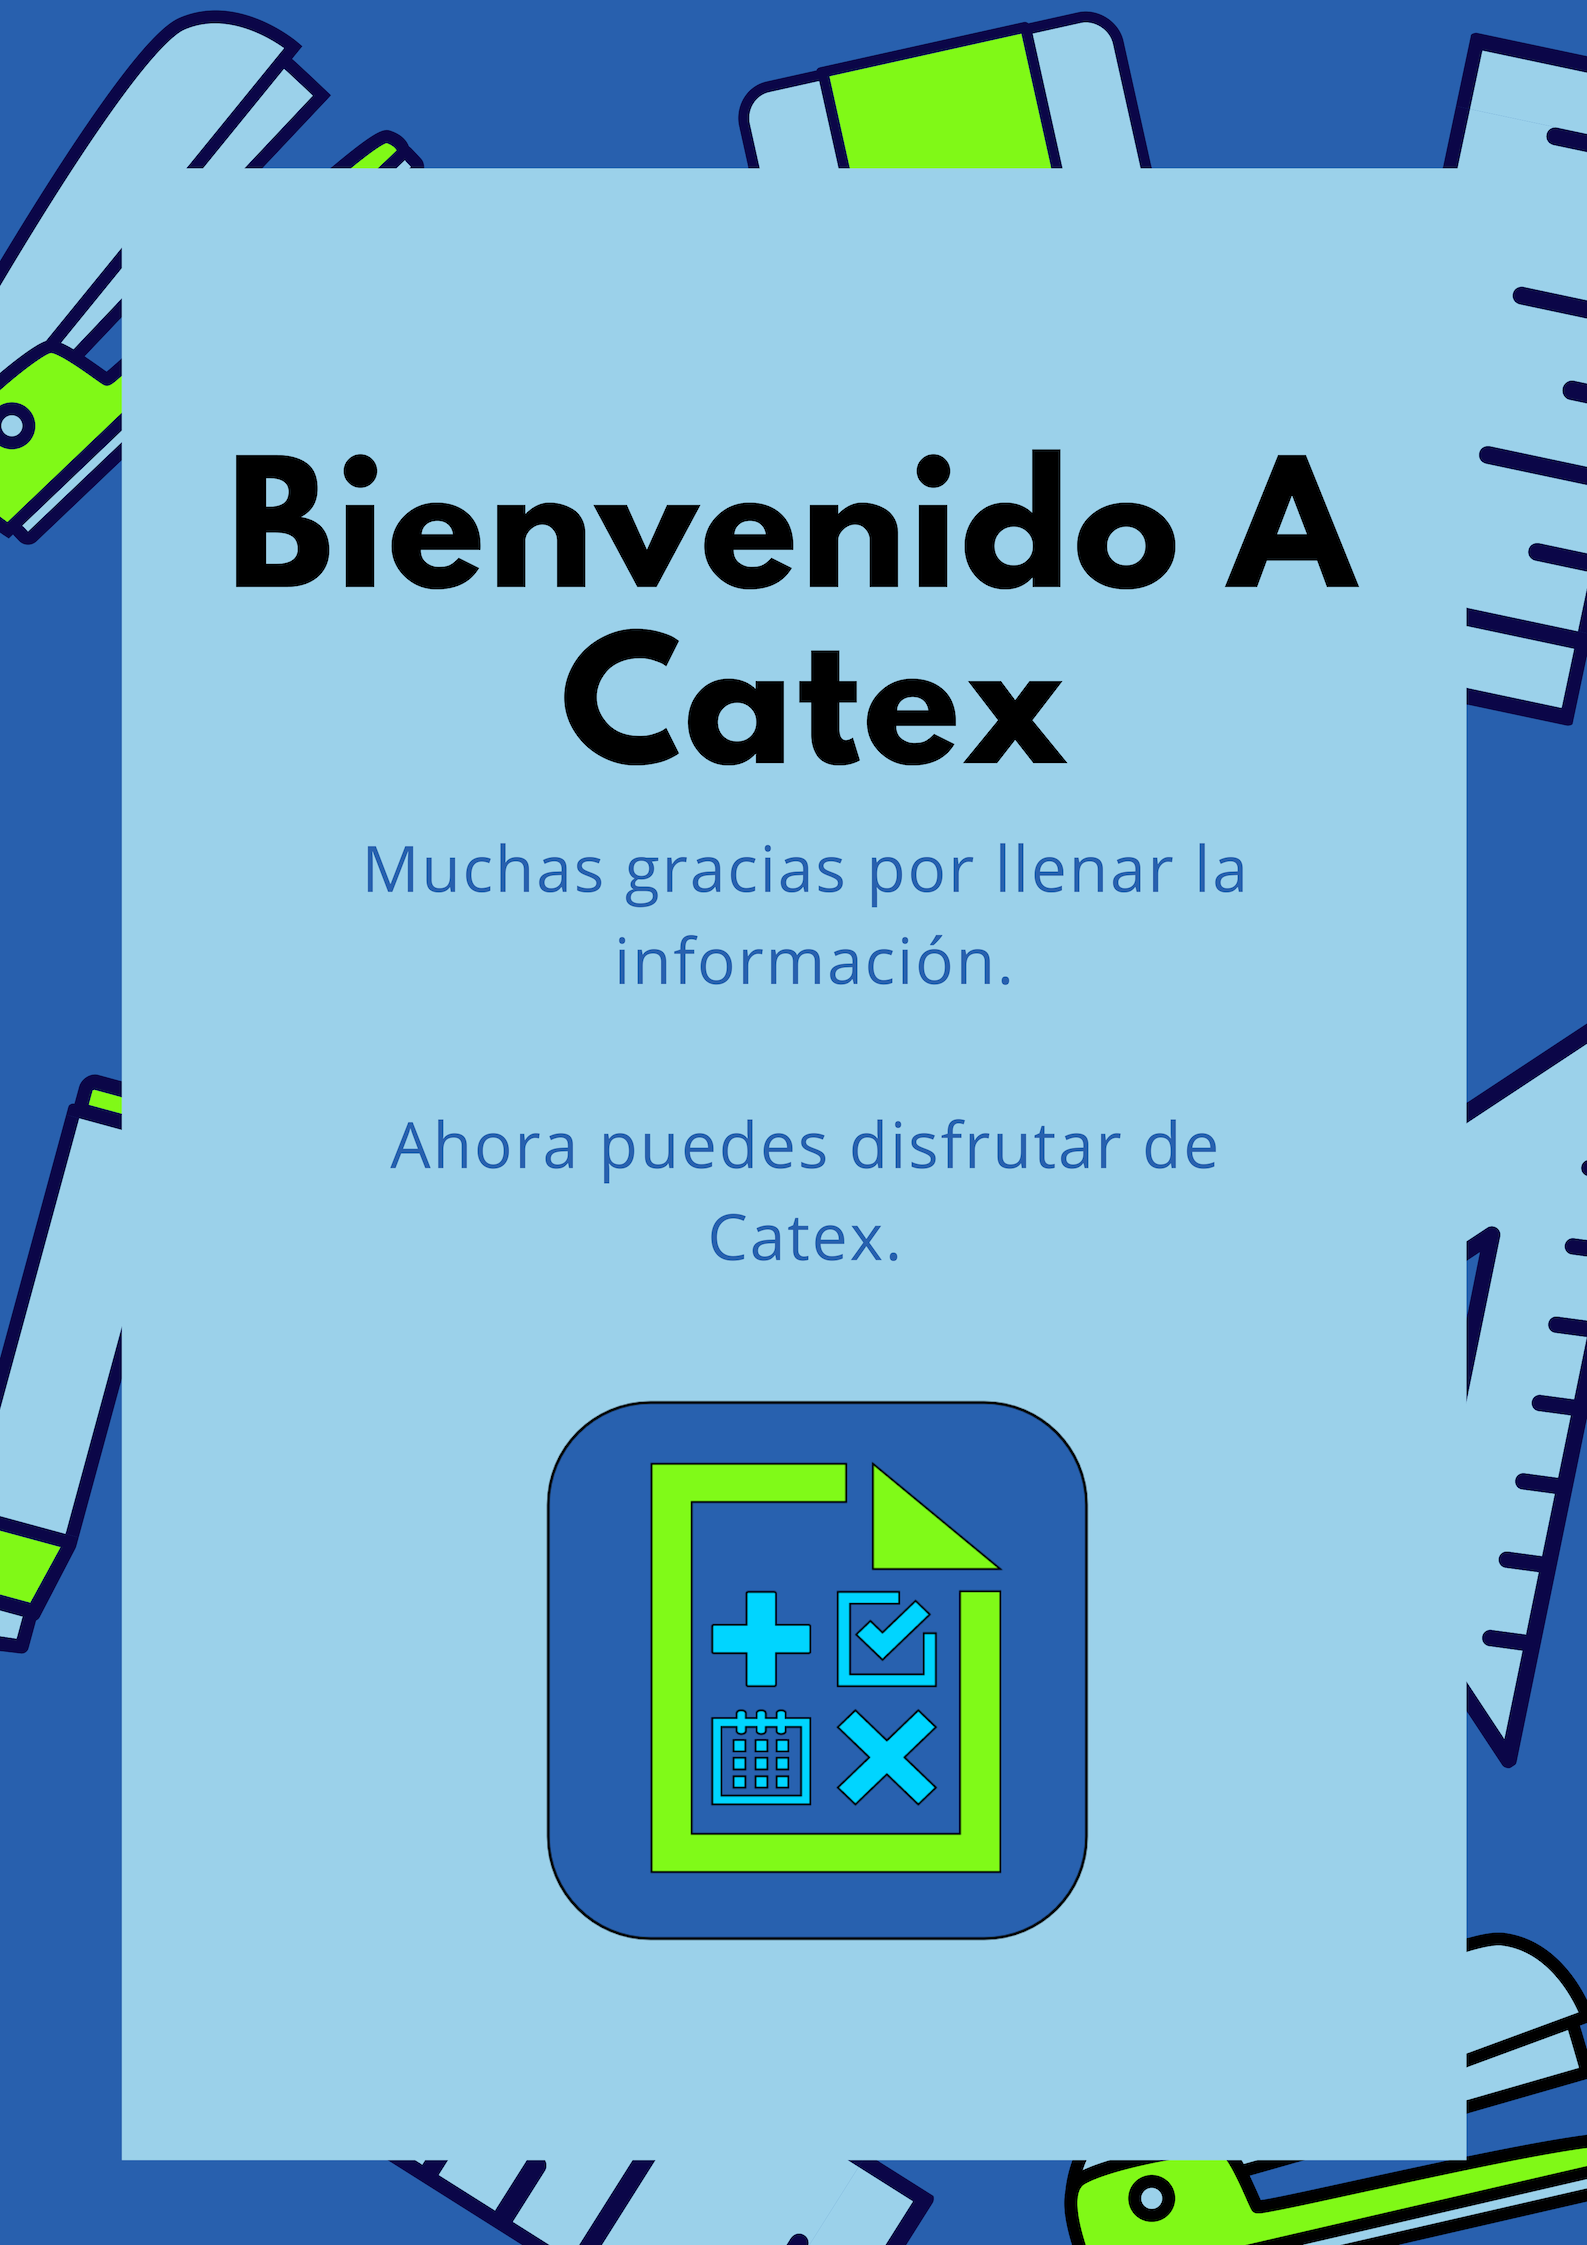 Bienvenido A
Catex
Muchas gracias por llenar la
información.
Ahora puedes disfrutar de
Catex.